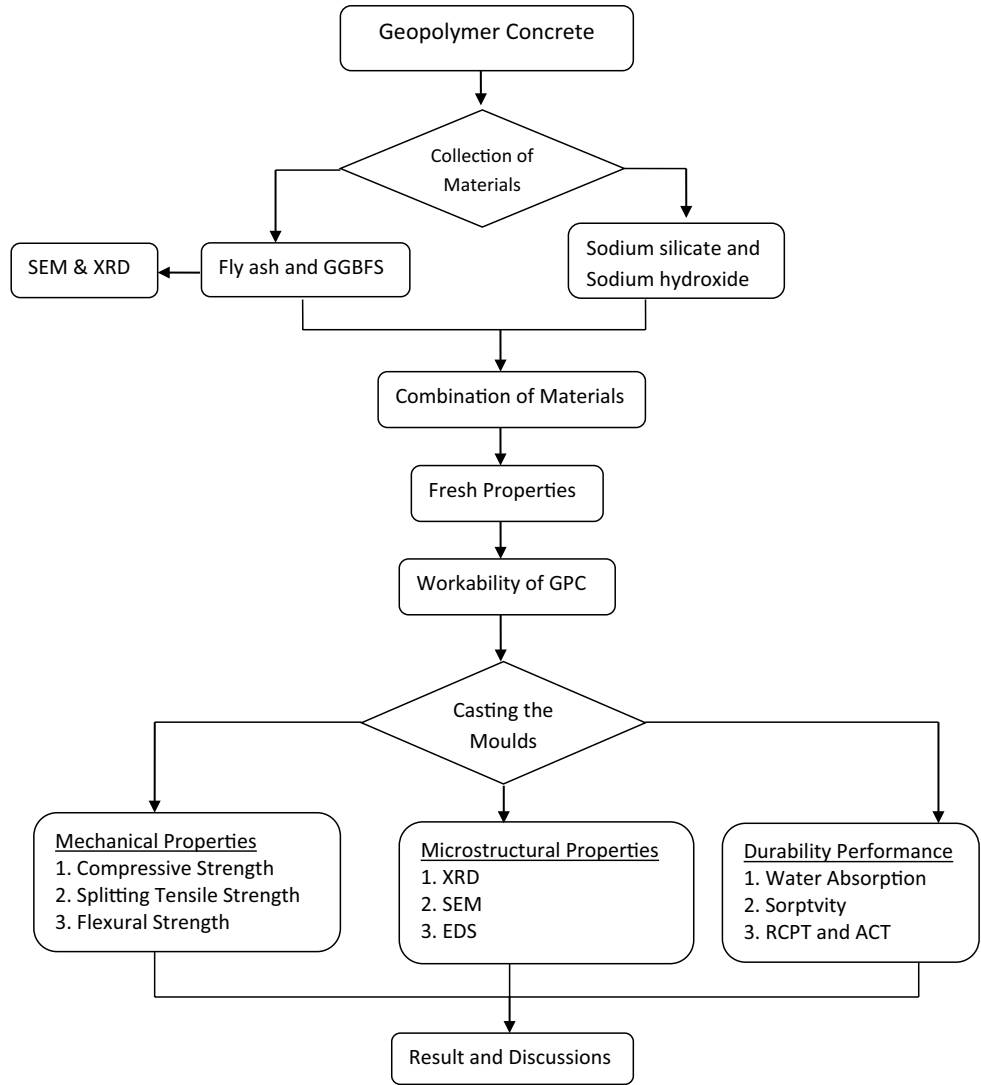 Geopolymer Concrete
Collection of
Materials
SEM & XRD
Fly ash and GGBFS
Sodium silicate and
Sodium hydroxide
Combination of Materials
Fresh Properties
Workability of GPC
Casting the
Moulds
Mechanical Properties
1. Compressive Strength
2. Splitting Tensile Strength
3. Flexural Strength
Microstructural Properties
1. XRD
2. SEM
3. EDS
Durability Performance
1. Water Absorption
2. Sorptvity
3. RCPT and ACT
Result and Discussions